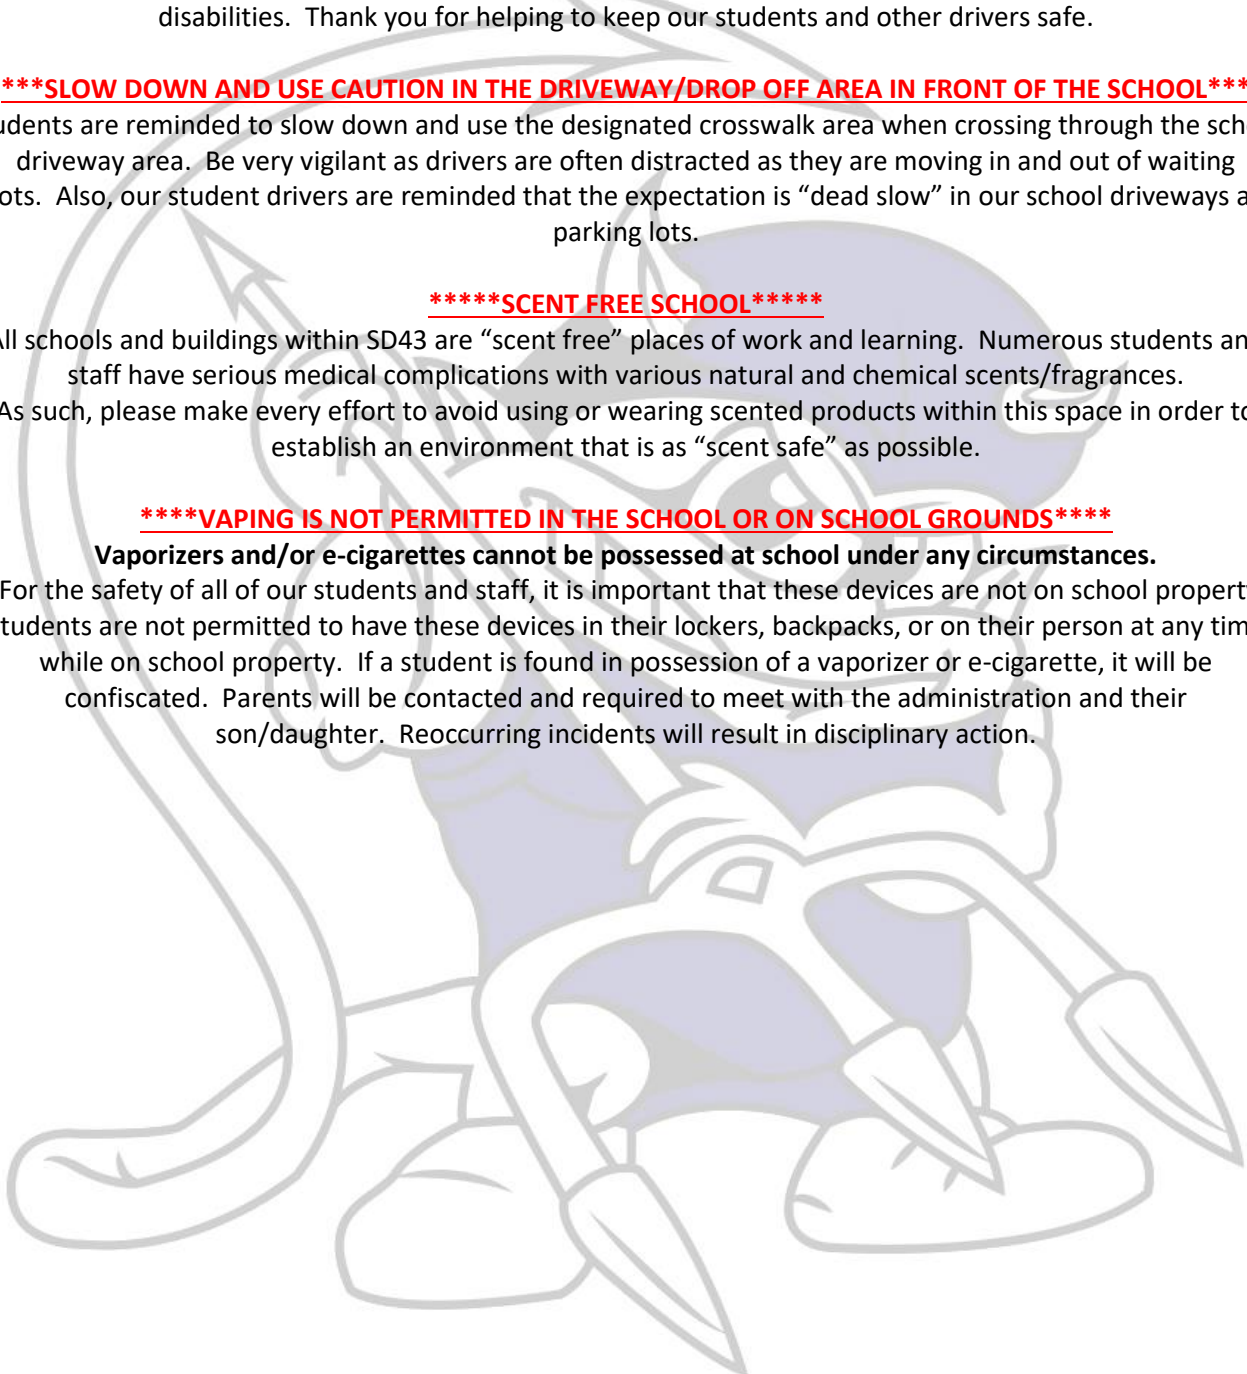 disabilities.  Thank you for helping to keep our students and other drivers safe.
***SLOW DOWN AND USE CAUTION IN THE DRIVEWAY/DROP OFF AREA IN FRONT OF THE SCHOOL***
udents are reminded to slow down and use the designated crosswalk area when crossing through the scho
driveway area.  Be very vigilant as drivers are often distracted as they are moving in and out of waiting
ots.  Also, our student drivers are reminded that the expectation is “dead slow” in our school driveways a
parking lots.
*****SCENT FREE SCHOOL*****
All schools and buildings within SD43 are “scent free” places of work and learning.  Numerous students an
staff have serious medical complications with various natural and chemical scents/fragrances.
As such, please make every effort to avoid using or wearing scented products within this space in order to
establish an environment that is as “scent safe” as possible.
****VAPING IS NOT PERMITTED IN THE SCHOOL OR ON SCHOOL GROUNDS****
Vaporizers and/or e-cigarettes cannot be possessed at school under any circumstances.
For the safety of all of our students and staff, it is important that these devices are not on school property
tudents are not permitted to have these devices in their lockers, backpacks, or on their person at any tim
while on school property.  If a student is found in possession of a vaporizer or e-cigarette, it will be
confiscated.  Parents will be contacted and required to meet with the administration and their
son/daughter.  Reoccurring incidents will result in disciplinary action.